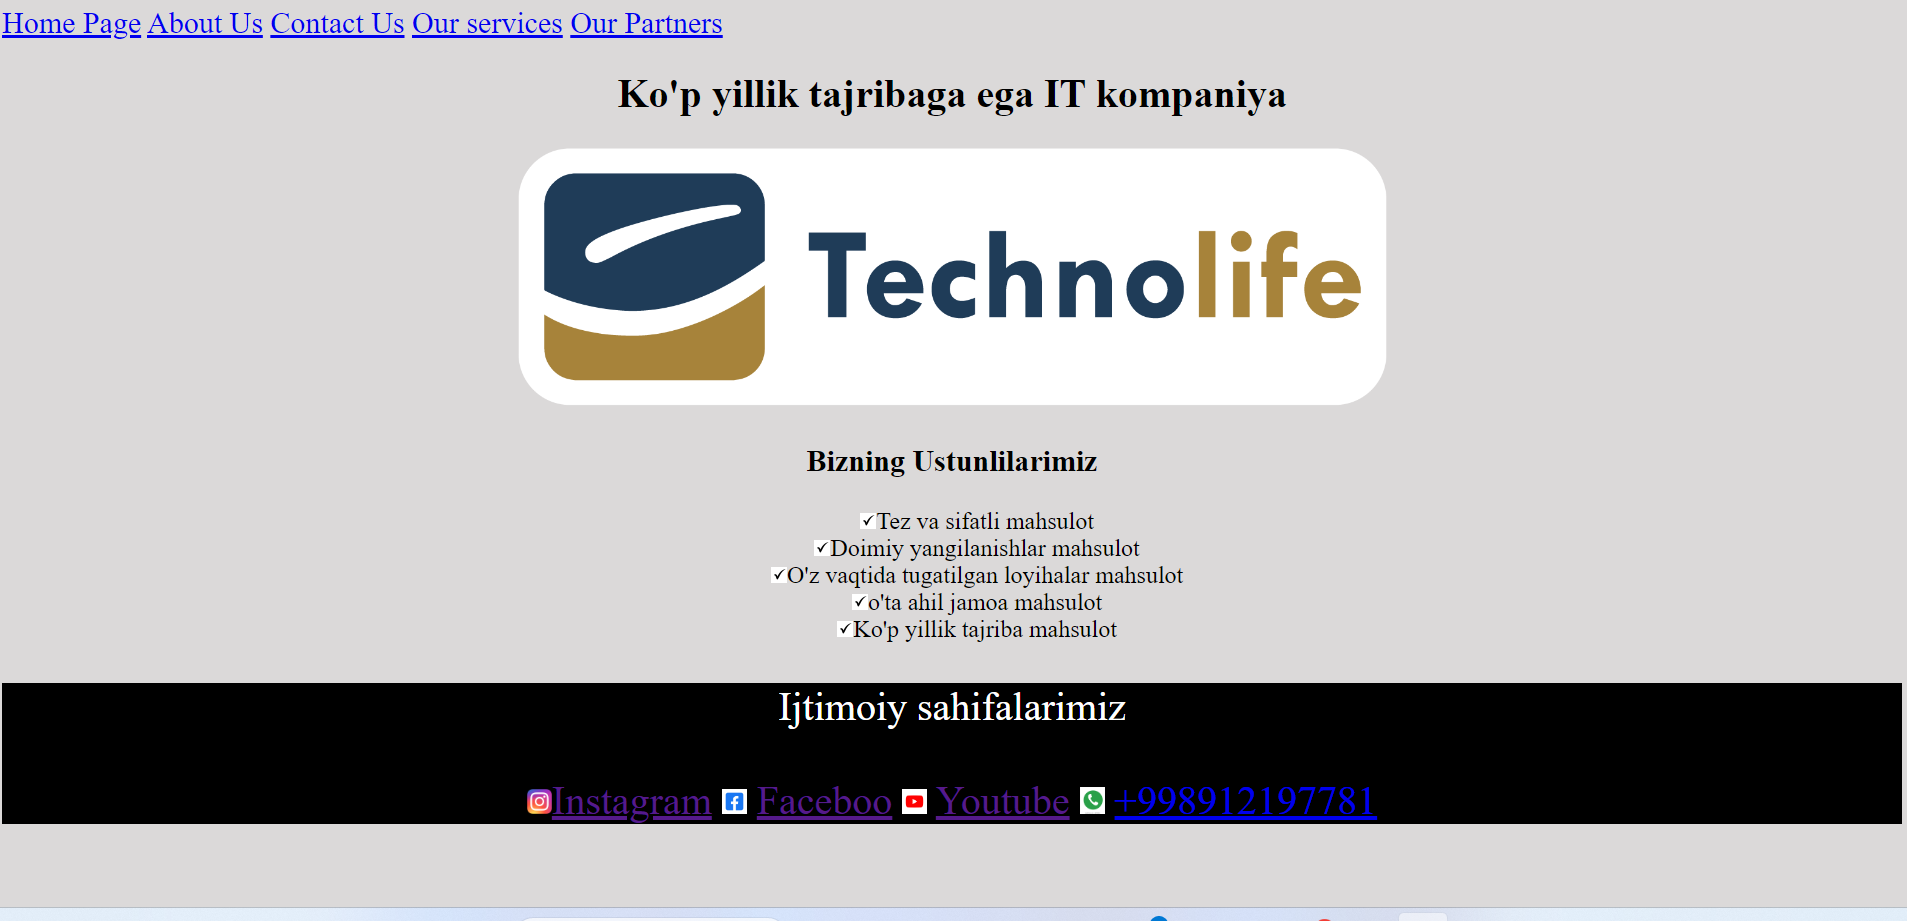 Home Page About Us Contact Us Our services Our Partners
Ko'p yillik tajribaga ega IT kompaniya
Technolife
Bizning Ustunlilarimiz
Tez va sifatli mahsulot
Doimiy yangilanishlar mahsulot
O'z vaqtida tugatilgan loyihalar mahsulot
o'ta ahil jamoa mahsulot
Ko'p yillik tajriba mahsulot
Ijtimoiy sahifalarimiz
Instagram Faceboo Youtube +998912197781